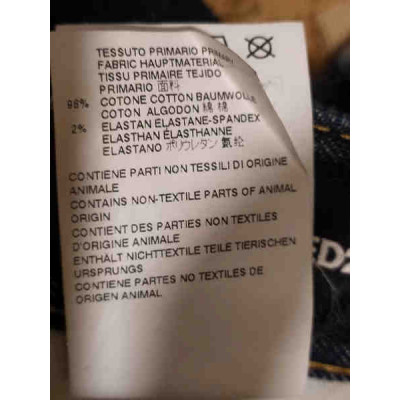 TESSUTO PRIMARIO PRIMARY
FABRIC HAUPTMATERIAL
TISSU PRIMAIRE TEJIDO
PRIMARIO 面料
98% COTONE COTTON BAUMWOLLE
COTON ALGODON 綿 棉
2% ELASTAN ELASTANE-SPANDEX
ELASTHAN ÉLASTHANNE
ELASTANO ポリウレタン 氨纶
CONTIENE PARTI NON TESSILI DI ORIGINE
ANIMALE
CONTAINS NON-TEXTILE PARTS OF ANIMAL
ORIGIN
CONTIENT DES PARTIES NON TEXTILES
D'ORIGINE ANIMALE
ENTHÄLT NICHTTEXTILE TEILE TIERISCHEN
URSPRUNGS
CONTIENE PARTES NO TEXTILES DE
ORIGEN ANIMAL
ED2